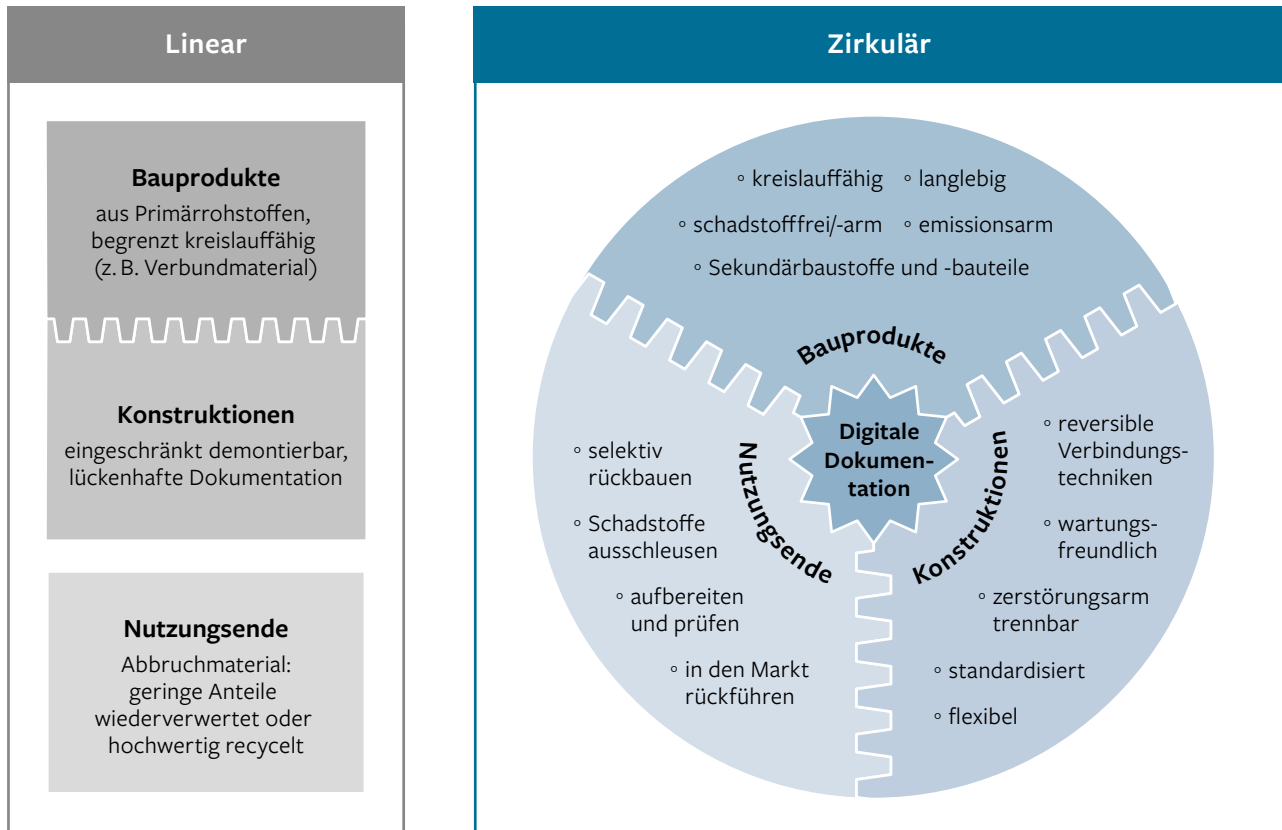 Linear
Bauprodukte
aus Primärrohstoffen,
begrenzt kreislauffähig
(z. B. Verbundmaterial)
Konstruktionen
eingeschränkt demontierbar,
lückenhafte Dokumentation
Nutzungsende
Abbruchmaterial:
geringe Anteile
wiederverwertet oder
hochwertig recycelt
Zirkulär
◦ kreislauffähig ◦ langlebig
◦ schadstofffrei/-arm ◦ emissionsarm
◦ Sekundärbaustoffe und -bauteile
Bauprodukte
Digitale
Dokumen-
tation
Konstruktionen
◦ reversible
Verbindungs-
techniken
◦ wartungs-
freundlich
◦ zerstörungsarm
trennbar
◦ standardisiert
◦ flexibel
Nutzungsende
◦ selektiv
rückbauen
◦ Schadstoffe
ausschleusen
◦ aufbereiten
und prüfen
◦ in den Markt
rückführen